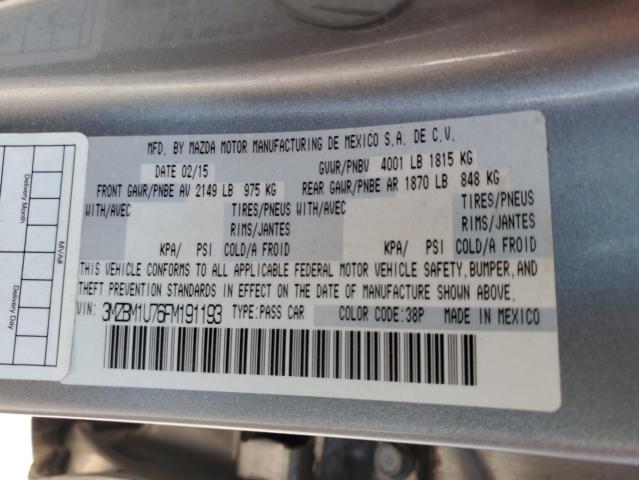 MFD. BY MAZDA MOTOR MANUFACTURING DE MEXICO S.A. DE C.V.
DATE 02/15 GVWR/PNBV 4001 LB 1815 KG
FRONT GAWR/PNBE AV 2149 LB 975 KG REAR GAWR/PNBE AR 1870 LB 848 KG
WITH/AVEC TIRES/PNEUS WITH/AVEC TIRES/PNEUS
RIMS/JANTES RIMS/JANTES
KPA/ PSI COLD/A FROID KPA/ PSI COLD/A FROID
THIS VEHICLE CONFORMS TO ALL APPLICABLE FEDERAL MOTOR VEHICLE SAFETY, BUMPER, AND
THEFT PREVENTION STANDARDS IN EFFECT ON THE DATE OF MANUFACTURE SHOWN ABOVE.
VIN: 3MZBM1U76FM191193 TYPE:PASS CAR COLOR CODE:38P MADE IN MEXICO
Delivery Month
MVA#
Delivery Day